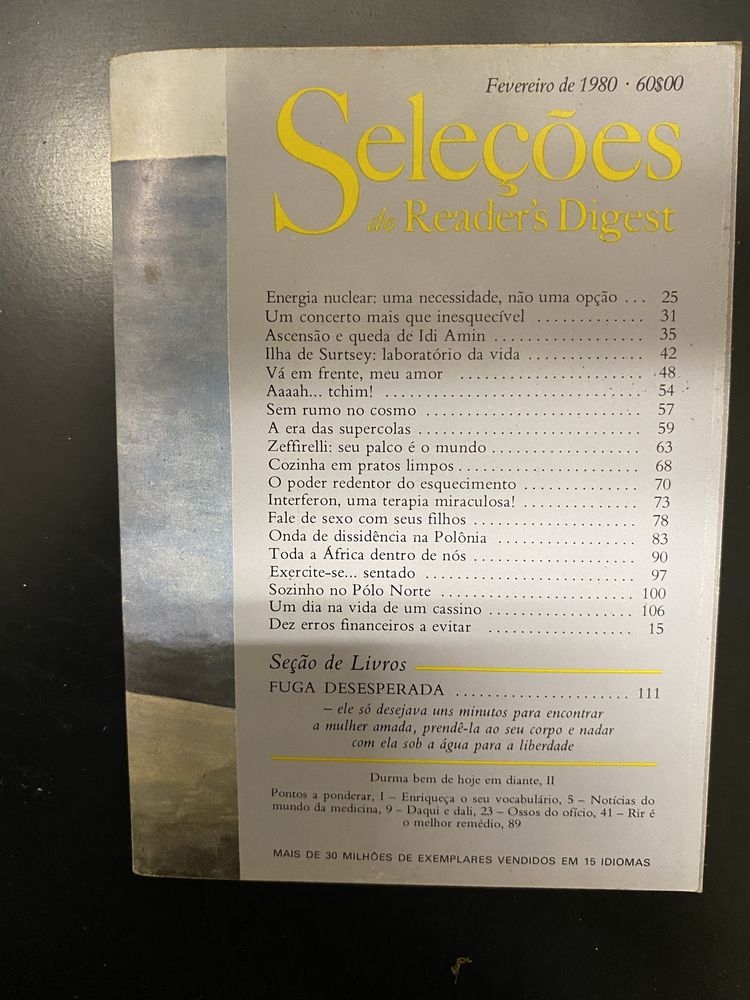 Fevereiro de 1980 · 60$00
Seleções
do Reader's Digest
Energia nuclear: uma necessidade, não uma opção ... 25
Um concerto mais que inesquecível ............. 31
Ascensão e queda de Idi Amin .................. 35
Ilha de Surtsey: laboratório da vida .............. 42
Vá em frente, meu amor ...................... 48
Aaaah... tchim! ............................... 54
Sem rumo no cosmo .......................... 57
A era das supercolas ........................... 59
Zeffirelli: seu palco é o mundo .................. 63
Cozinha em pratos limpos ...................... 68
O poder redentor do esquecimento .............. 70
Interferon, uma terapia miraculosa! .............. 73
Fale de sexo com seus filhos .................... 78
Onda de dissidência na Polônia ................. 83
Toda a África dentro de nós .................... 90
Exercite-se... sentado ......................... 97
Sozinho no Pólo Norte ........................ 100
Um dia na vida de um cassino .................. 106
Dez erros financeiros a evitar .................. 15
Seção de Livros
FUGA DESESPERADA ...................... 111
– ele só desejava uns minutos para encontrar
a mulher amada, prendê-la ao seu corpo e nadar
com ela sob a água para a liberdade
Durma bem de hoje em diante, II
Pontos a ponderar, I – Enriqueça o seu vocabulário, 5 – Notícias do
mundo da medicina, 9 – Daqui e dali, 23 – Ossos do ofício, 41 – Rir é
o melhor remédio, 89
MAIS DE 30 MILHÕES DE EXEMPLARES VENDIDOS EM 15 IDIOMAS